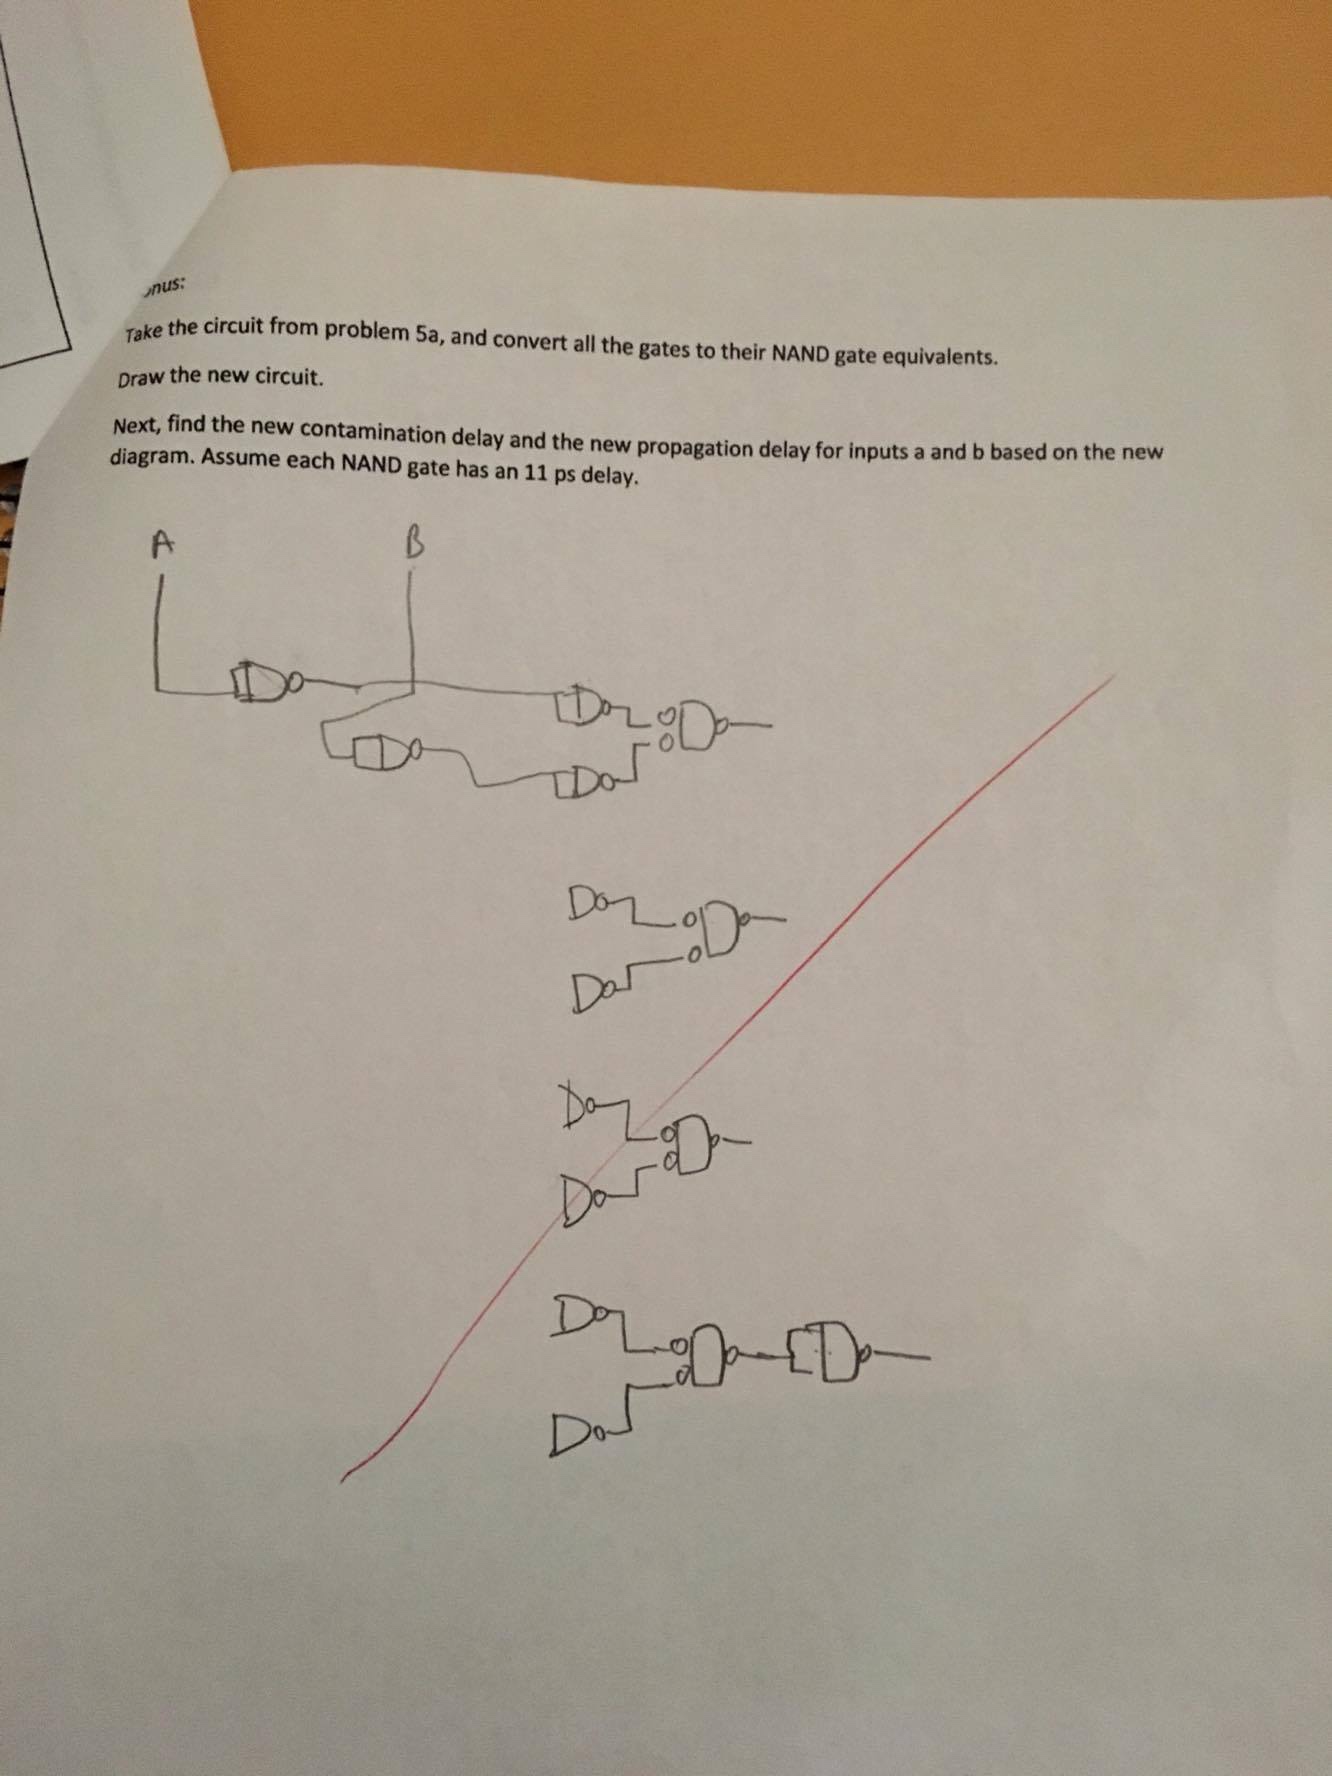 onus:
Take the circuit from problem 5a, and convert all the gates to their NAND gate equivalents.
Draw the new circuit.
Next, find the new contamination delay and the new propagation delay for inputs a and b based on the new
diagram. Assume each NAND gate has an 11 ps delay.
A B